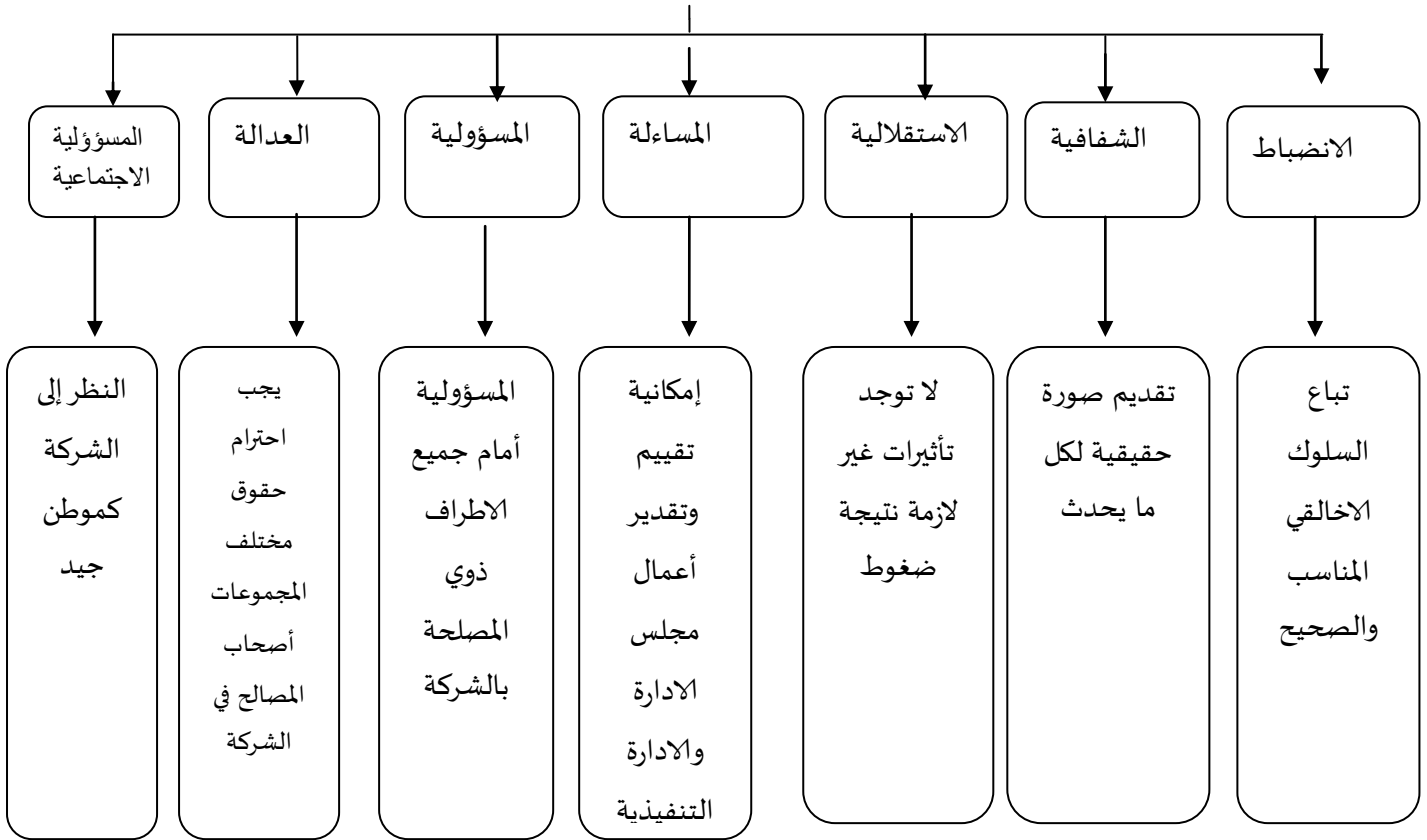 الانضباط
الشفافية
الاستقلالية
المساءلة
المسؤولية
العدالة
المسؤؤلية
الاجتماعية
تباع
السلوك
الاخالقي
المناسب
والصحيح
تقديم صورة
حقيقية لكل
ما يحدث
لا توجد
تأثيرات غير
لازمة نتيجة
ضغوط
إمكانية
تقييم
وتقدير
أعمال
مجلس
الادارة
والادارة
التنفيذية
المسؤولية
أمام جميع
الاطراف
ذوي
المصلحة
بالشركة
يجب
احترام
حقوق
مختلف
المجموعات
أصحاب
المصالح في
الشركة
النظر إلى
الشركة
كموطن
جيد